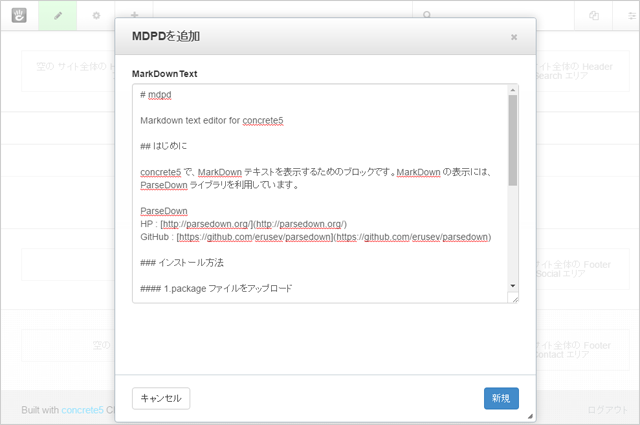 MDPDを追加
×
空の サイト全体の Header
Search エリア
MarkDown Text
# mdpd
Markdown text editor for concrete5
## はじめに
concrete5 で、MarkDown テキストを表示するためのブロックです。MarkDown の表示には、
ParseDown ライブラリを利用しています。
ParseDown
HP : [http://parsedown.org/](http://parsedown.org/)
GitHub : [https://github.com/erusev/parsedown](https://github.com/erusev/parsedown)
### インストール方法
#### 1.package ファイルをアップロード
サイト全体の Footer
Social エリア
空の
サイト全体の Footer
Contact エリア
キャンセル
新規
Built with concrete5 C
ログアウト